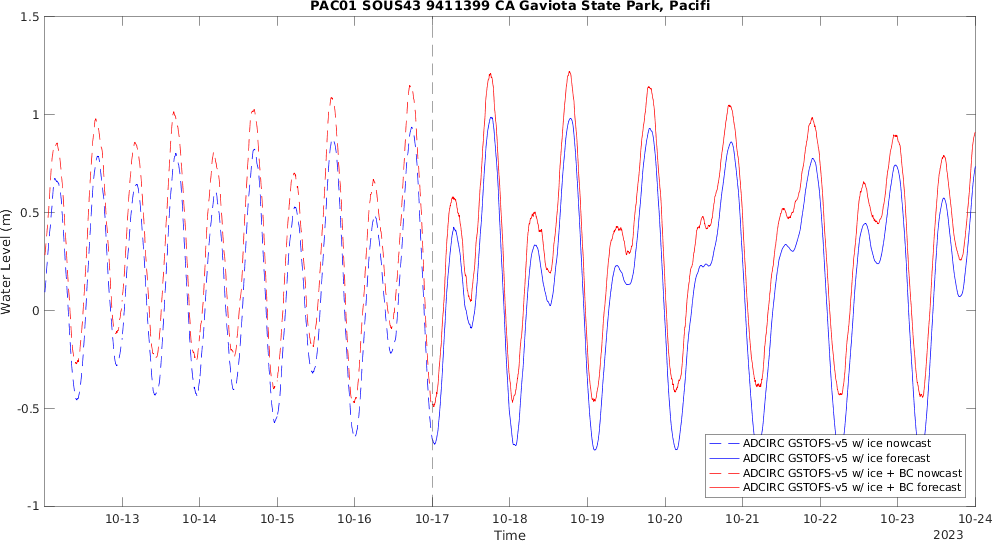 PAC01 SOUS43 9411399 CA Gaviota State Park, Pacifi
1.5
1
0.5
0
-0.5
-1
Water Level (m)
10-13 10-14 10-15 10-16 10-17 10-18 10-19 10-20 10-21 10-22 10-23 10-24
Time
2023
ADCIRC GSTOFS-v5 w/ ice nowcast
ADCIRC GSTOFS-v5 w/ ice forecast
ADCIRC GSTOFS-v5 w/ ice + BC nowcast
ADCIRC GSTOFS-v5 w/ ice + BC forecast